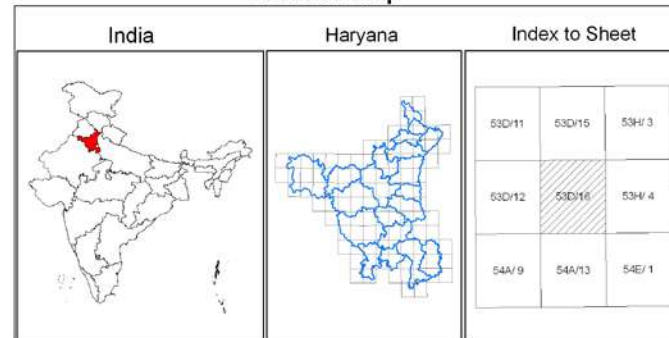 India
Haryana
Index to Sheet
53D/11 53D/15 53H/ 3
53D/12 53D/16 53H/ 4
54A/ 9 54A/13 54E/ 1